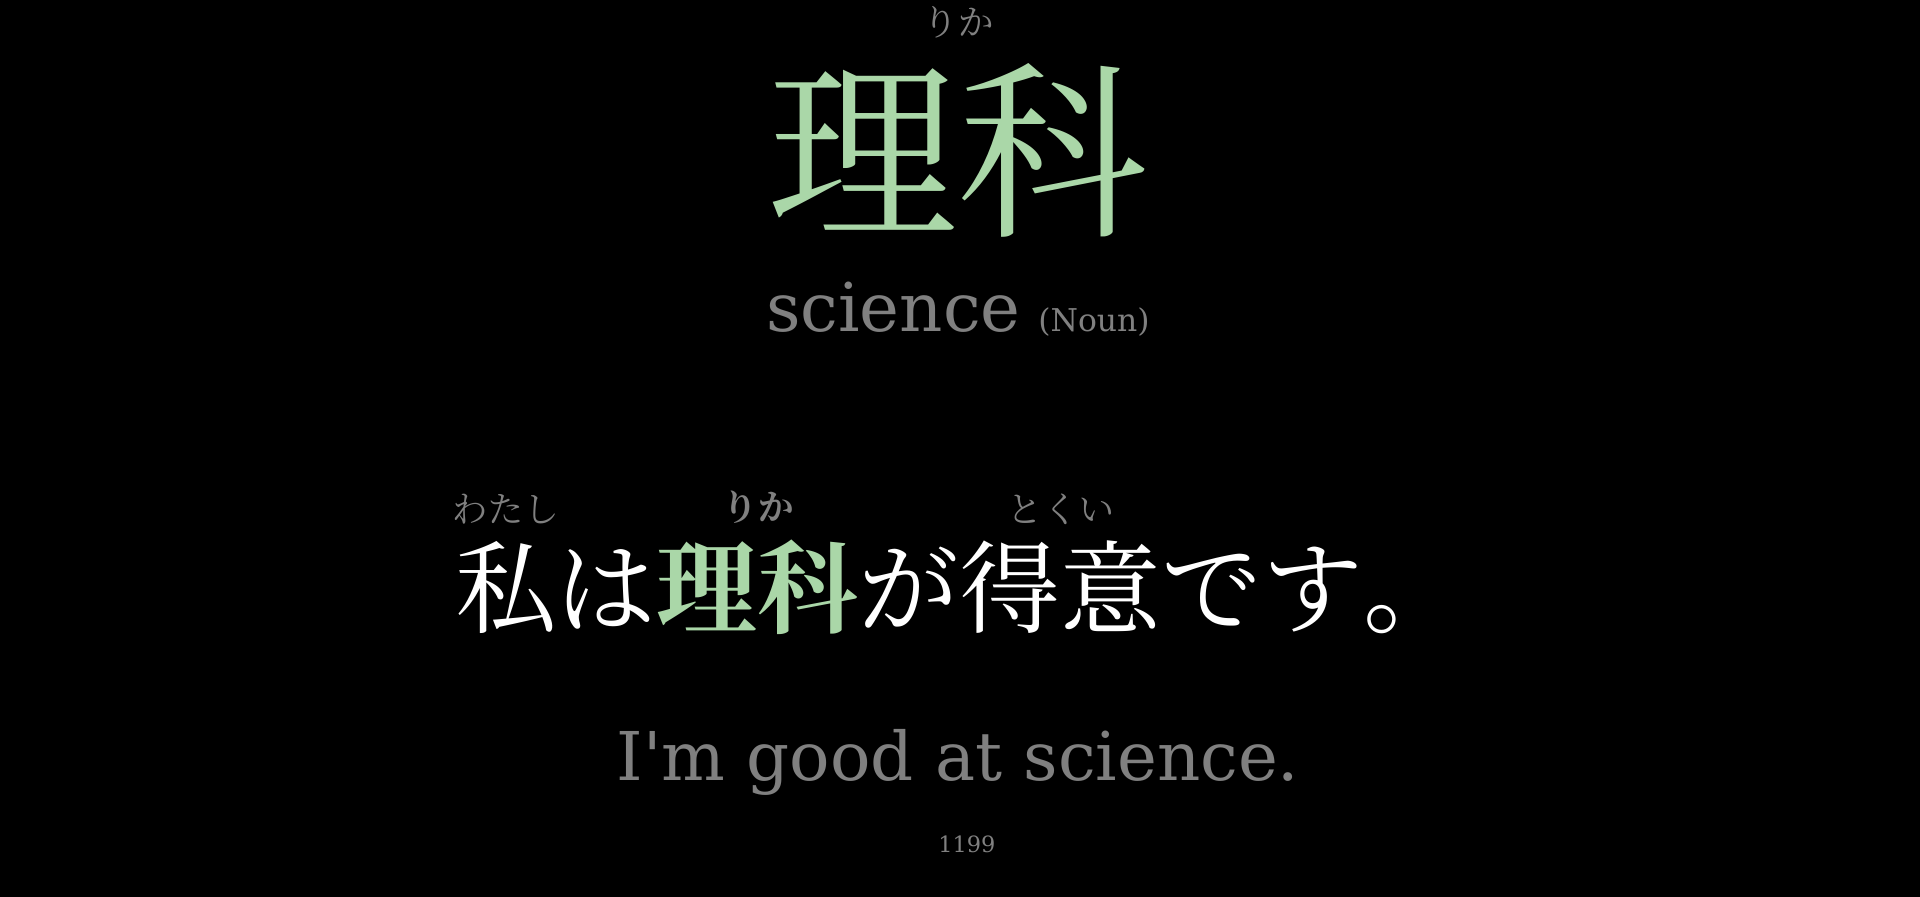 りか
理科
science (Noun)
わたし りか とくい
私は理科が得意です。
I'm good at science.
1199